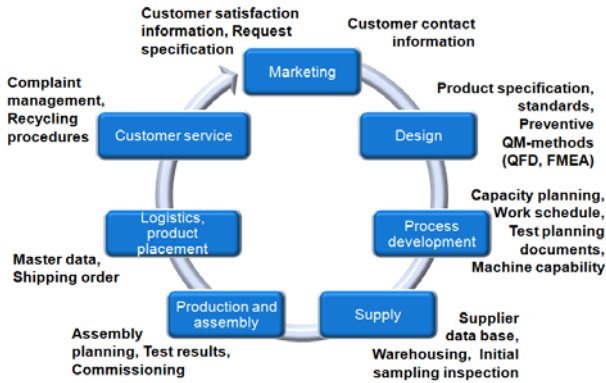 Customer satisfaction
information, Request
specification
Customer contact
information
Marketing
Product specification,
standards,
Preventive
QM-methods
(QFD, FMEA)
Design
Capacity planning,
Work schedule,
Test planning
documents,
Machine capability
Process
development
Supplier
data base,
Warehousing, Initial
sampling inspection
Supply
Production and
assembly
Assembly
planning, Test results,
Commissioning
Logistics,
product
placement
Master data,
Shipping order
Customer service
Complaint
management,
Recycling
procedures